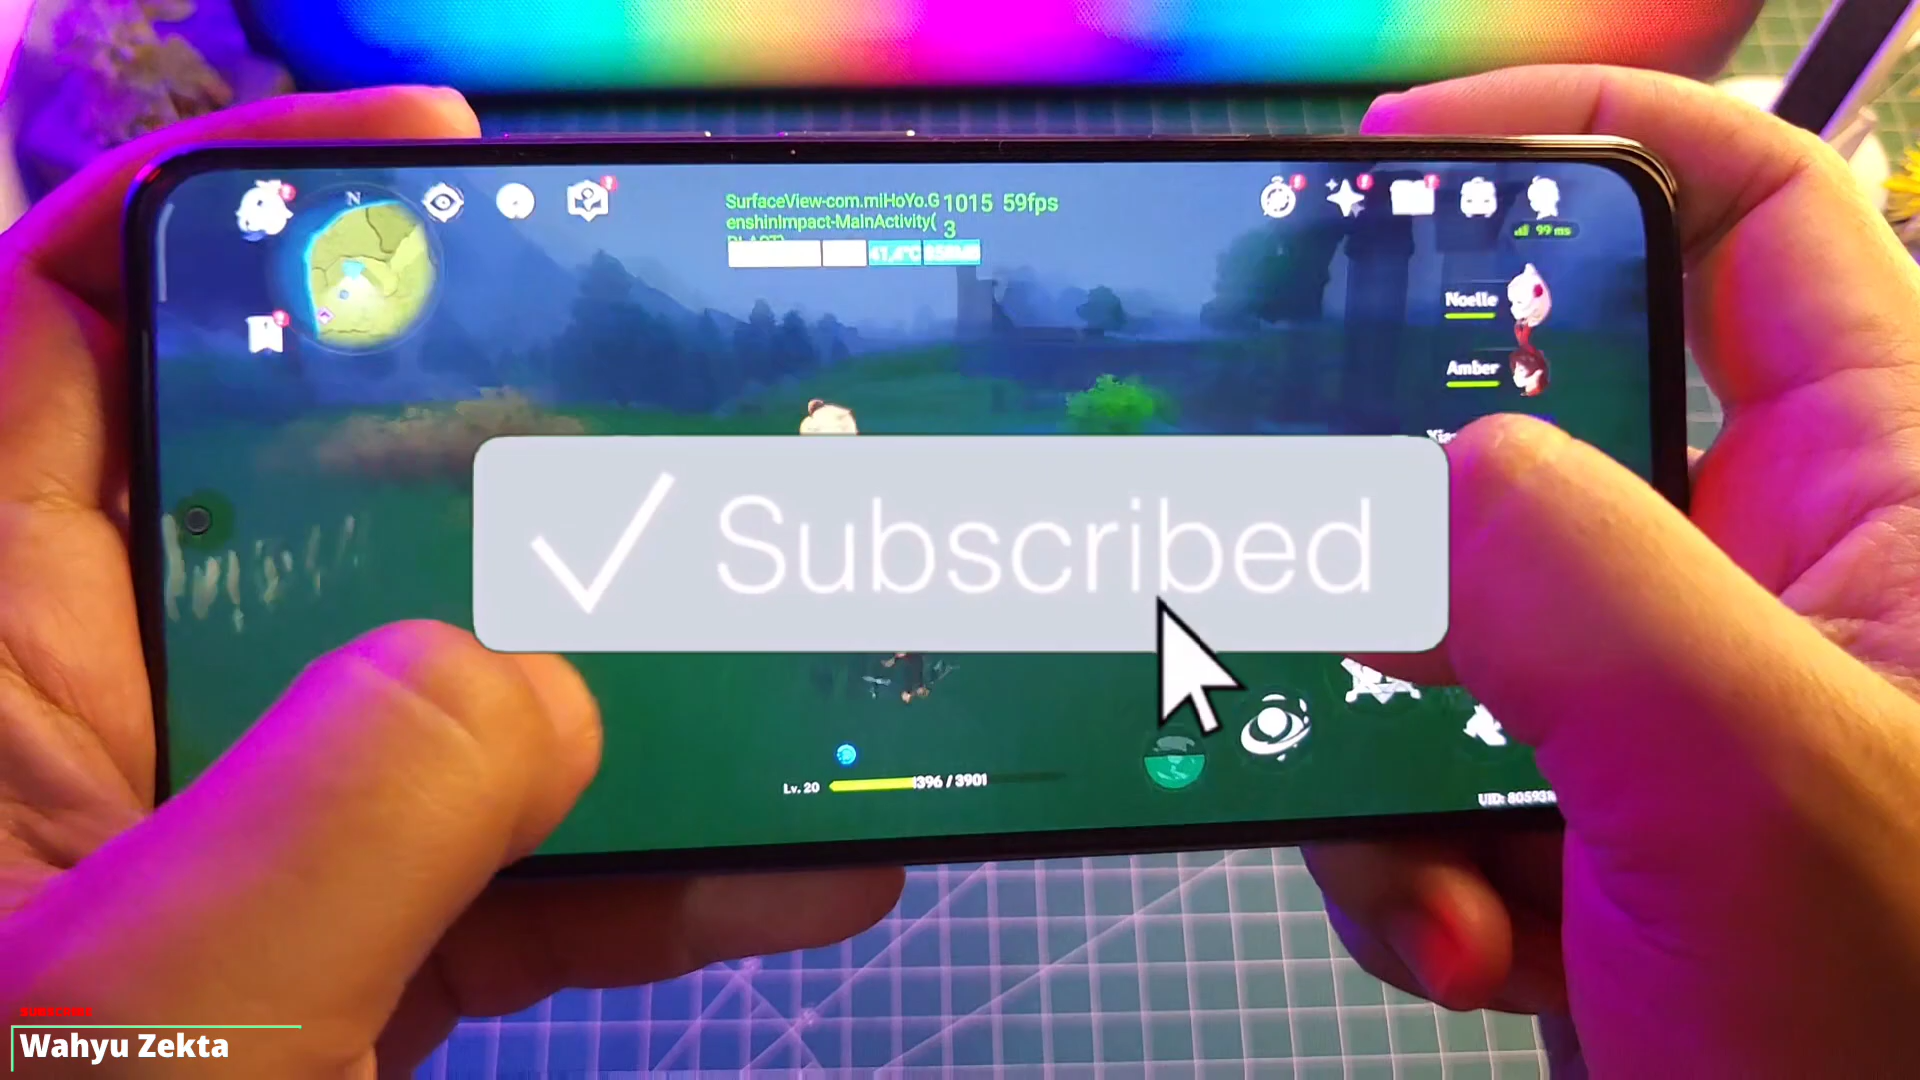 N
SurfaceView-com.miHoYo.G 1015 59fps
enshinImpact-MainActivity( 3
99 ms
Noelle
Amber
Subscribed
Lv. 20
/ 3901
SUBSCRIBE
Wahyu Zekta